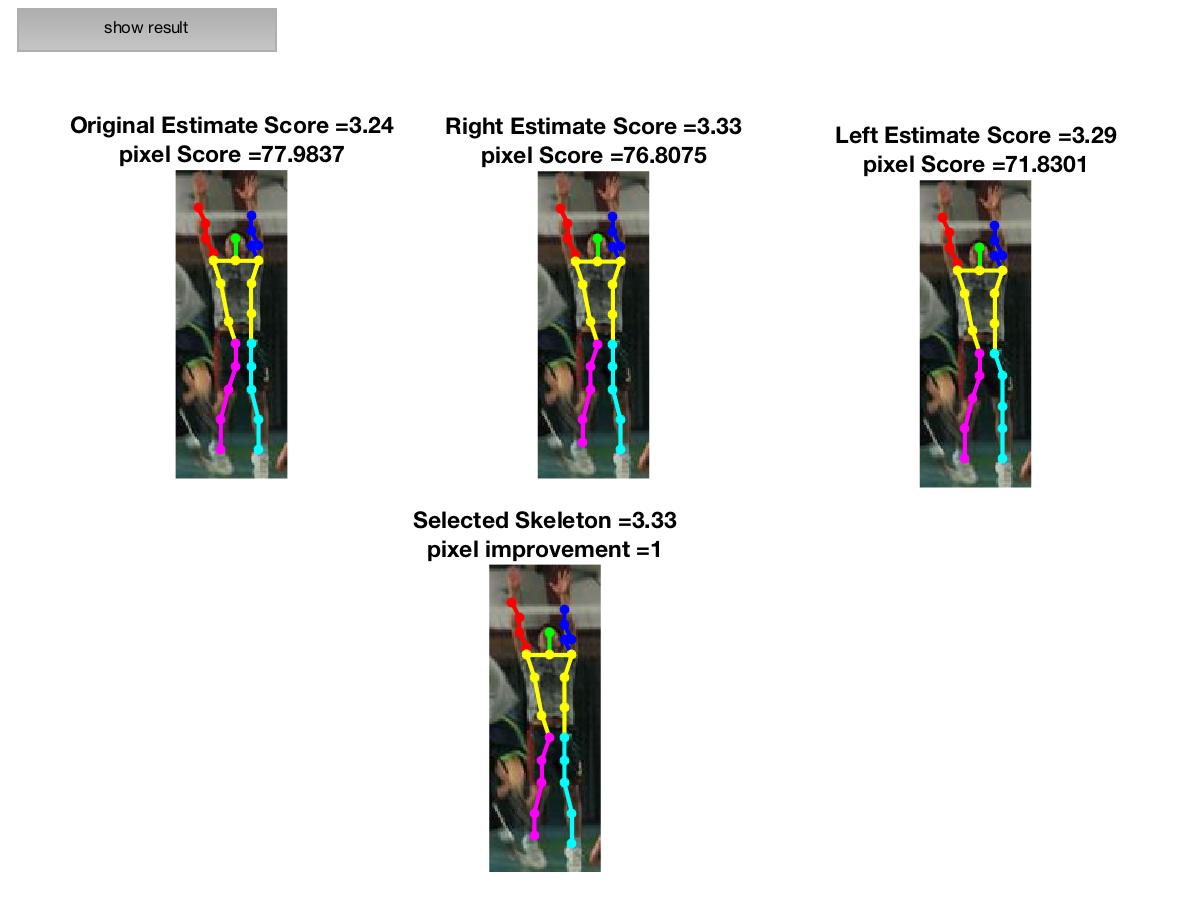 show result
Original Estimate Score =3.24
pixel Score =77.9837
Right Estimate Score =3.33
pixel Score =76.8075
Left Estimate Score =3.29
pixel Score =71.8301
Selected Skeleton =3.33
pixel improvement =1